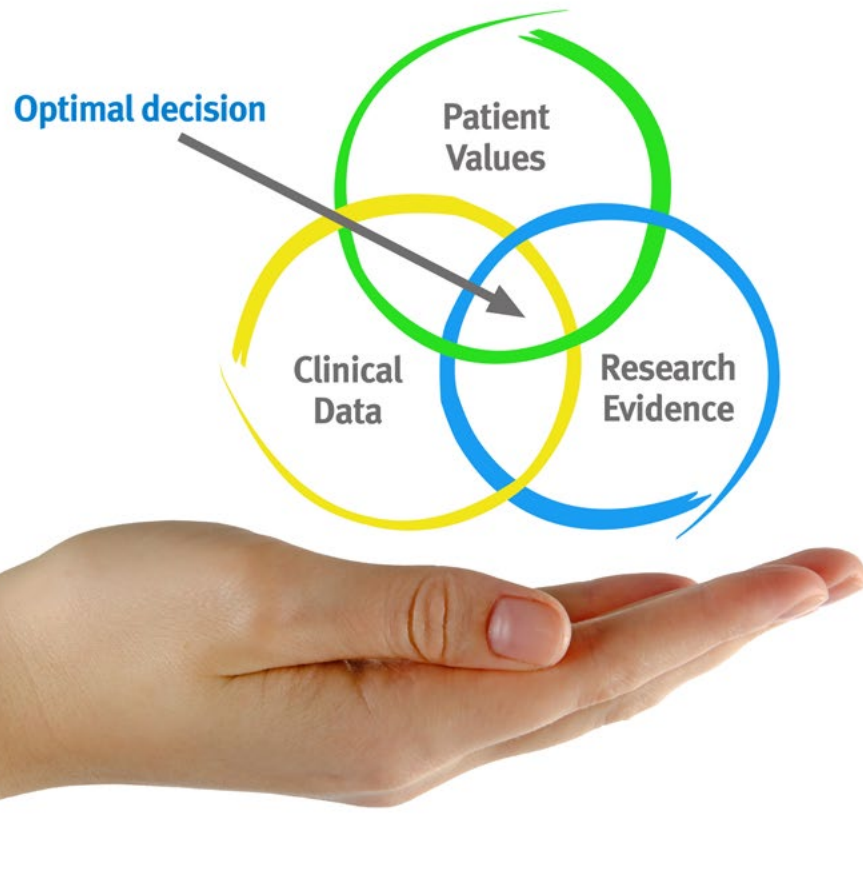 Optimal decision
Patient
Values
Clinical
Data
Research
Evidence